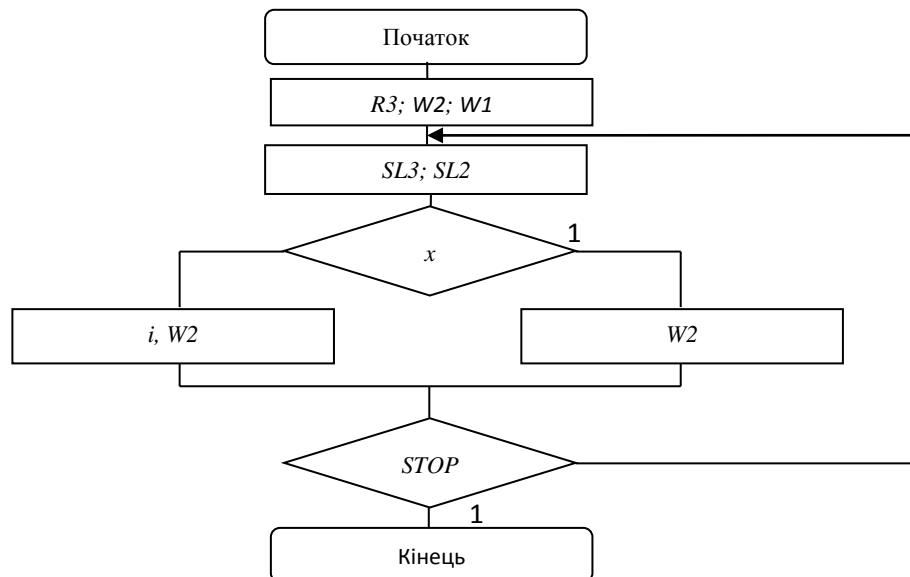 Початок
R3; W2; W1
SL3; SL2
1
x
i, W2
W2
STOP
1
Кінець